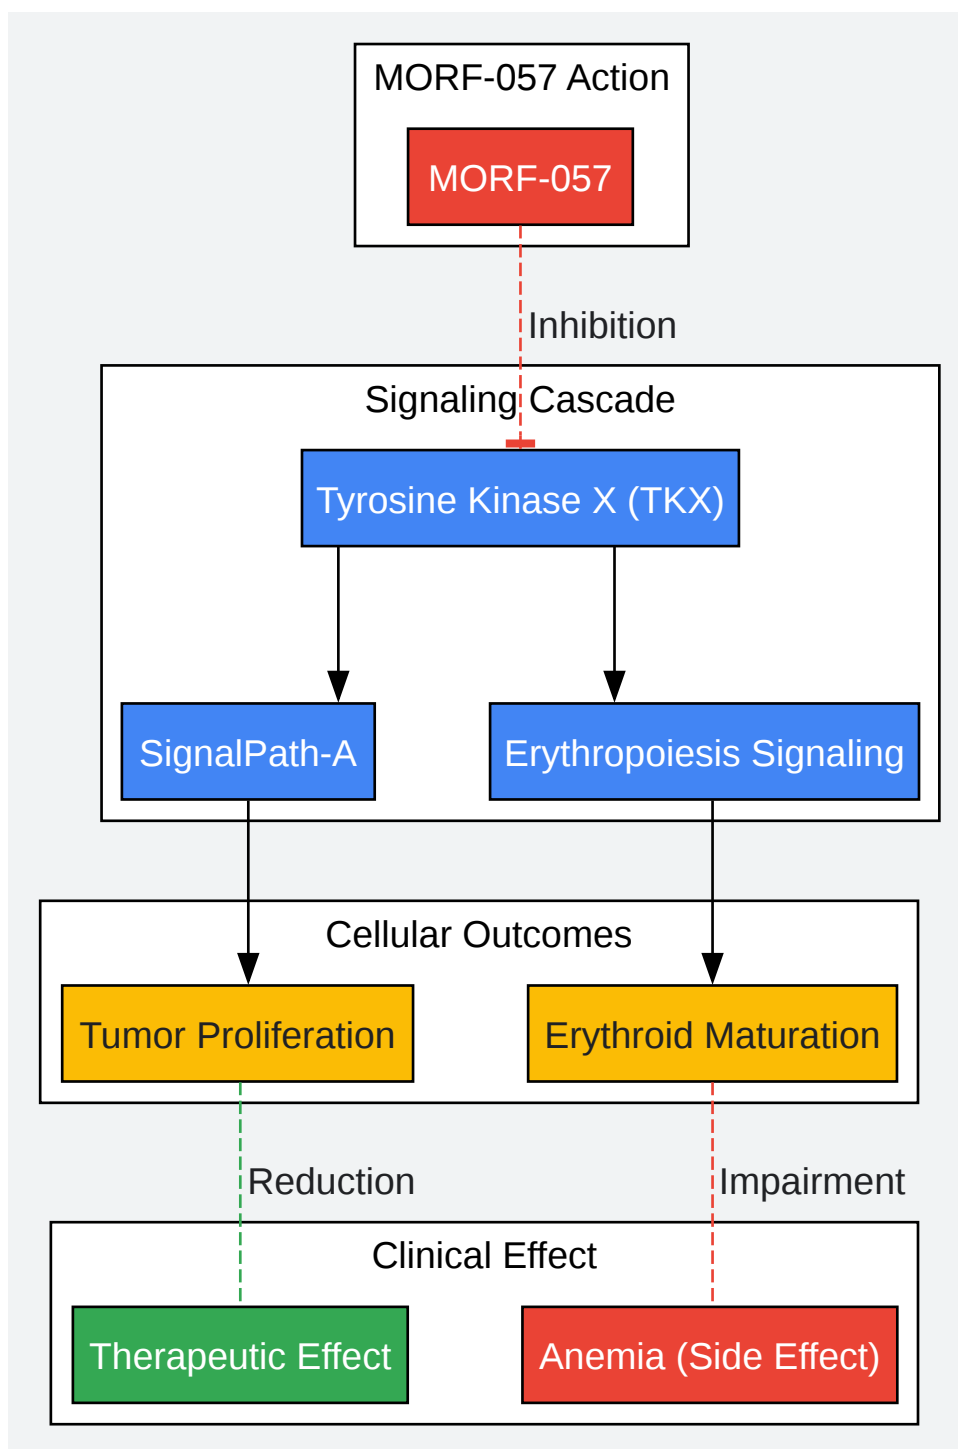 MORF-057 Action
MORF-057
Inhibition
Signaling Cascade
Tyrosine Kinase X (TKX)
SignalPath-A
Erythropoiesis Signaling
Cellular Outcomes
Tumor Proliferation
Erythroid Maturation
Reduction
Impairment
Clinical Effect
Therapeutic Effect
Anemia (Side Effect)